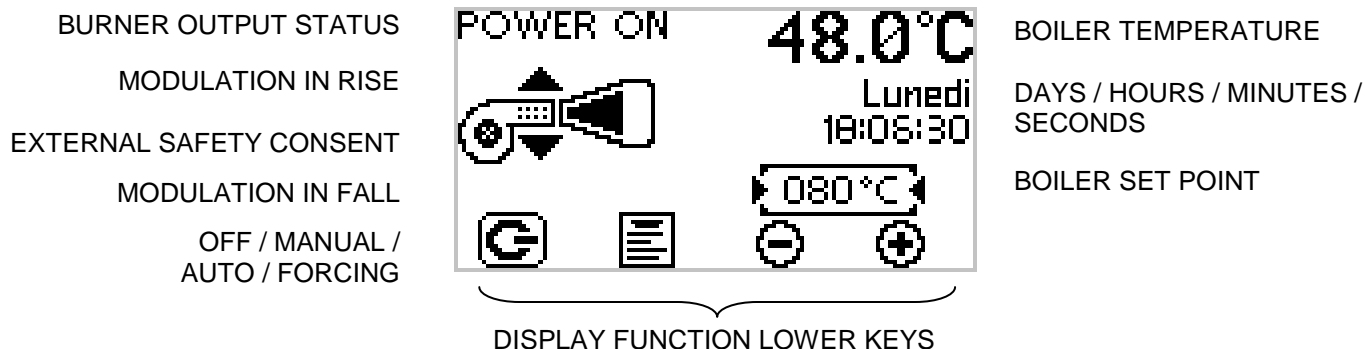 BURNER OUTPUT STATUS
MODULATION IN RISE
EXTERNAL SAFETY CONSENT
MODULATION IN FALL
OFF / MANUAL /
AUTO / FORCING
POWER ON
48.0°C
Lunedi
18:06:30
080°C
BOILER TEMPERATURE
DAYS / HOURS / MINUTES /
SECONDS
BOILER SET POINT
DISPLAY FUNCTION LOWER KEYS